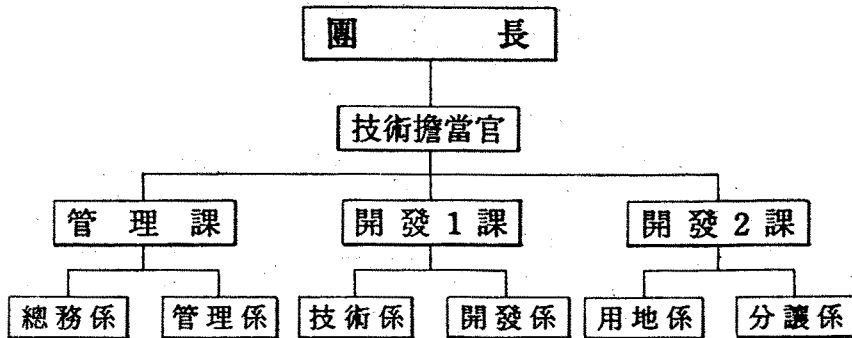 團長
技術擔當官
管理課 開發1課 開發2課
總務係 管理係 技術係 開發係 用地係 分讓係